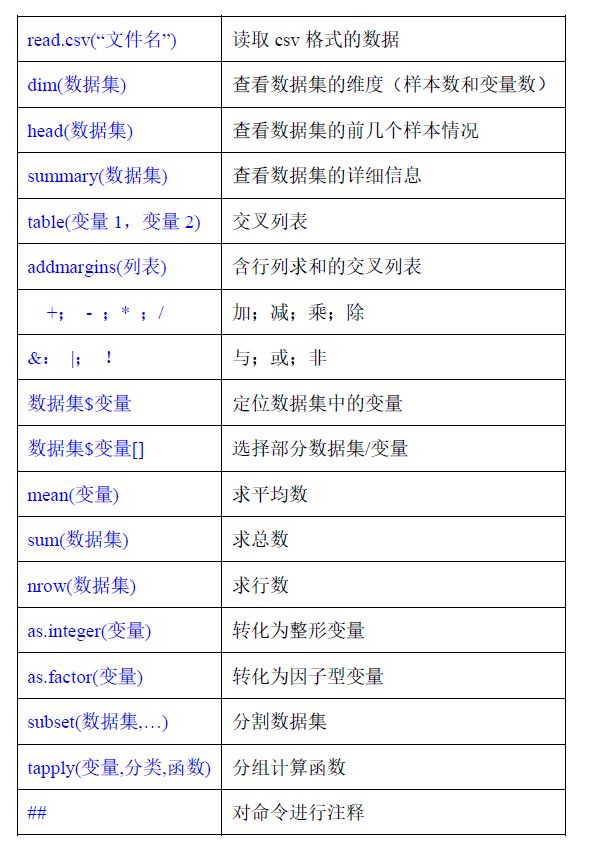 read.csv(“文件名”) 读取 csv 格式的数据
dim(数据集) 查看数据集的维度（样本数和变量数）
head(数据集) 查看数据集的前几个样本情况
summary(数据集) 查看数据集的详细信息
table(变量 1，变量 2) 交叉列表
addmargins(列表) 含行列求和的交叉列表
+； - ；* ；/ 加；减；乘；除
&： |； ！ 与；或；非
数据集$变量 定位数据集中的变量
数据集$变量[] 选择部分数据集/变量
mean(变量) 求平均数
sum(数据集) 求总数
nrow(数据集) 求行数
as.integer(变量) 转化为整形变量
as.factor(变量) 转化为因子型变量
subset(数据集,…) 分割数据集
tapply(变量,分类,函数) 分组计算函数
## 对命令进行注释